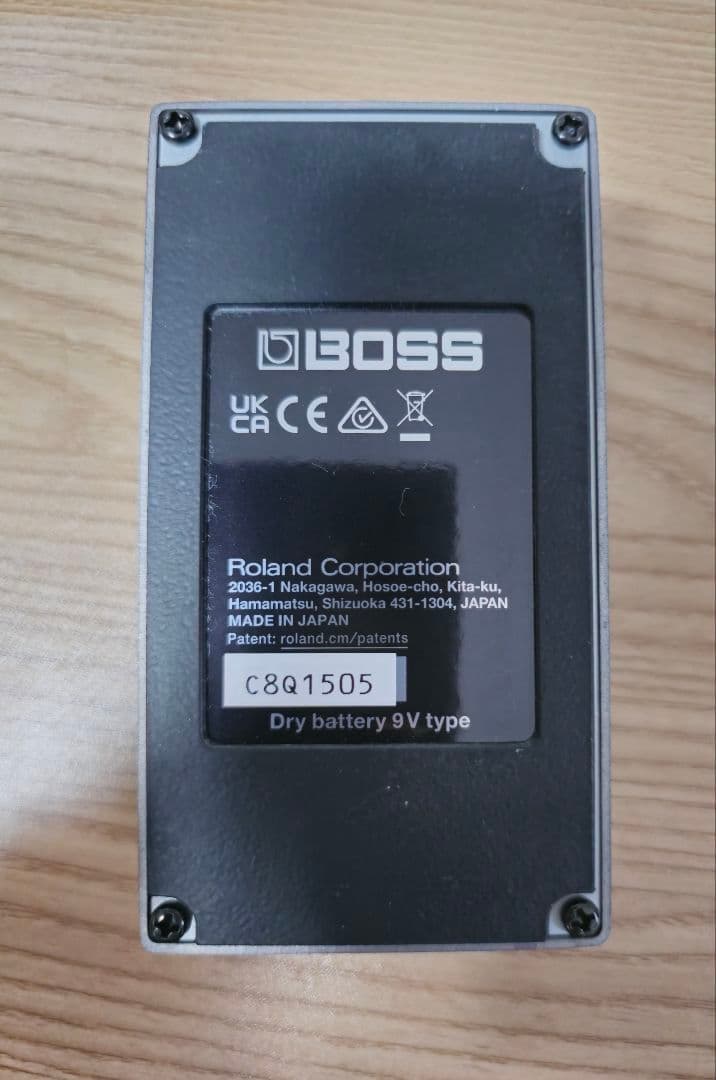 BOSS
UK
CA CE
Roland Corporation
2036-1 Nakagawa, Hosoe-cho, Kita-ku,
Hamamatsu, Shizuoka 431-1304, JAPAN
MADE IN JAPAN
Patent: roland.cm/patents
C8Q1505
Dry battery 9V type